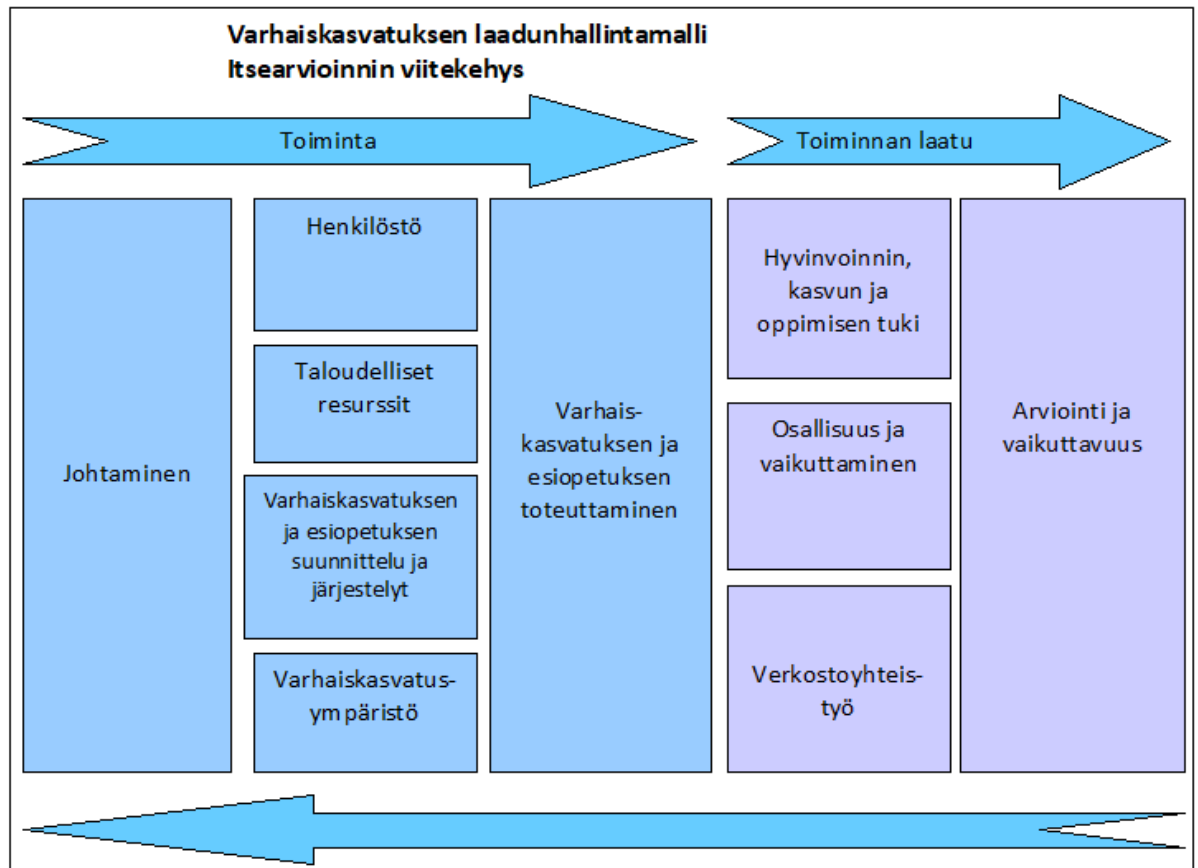 Varhaiskasvatuksen laadunhallintamalli
Itsearvioinnin viitekehys
Toiminta
Toiminnan laatu
Johtaminen
Henkilöstö
Taloudelliset
resurssit
Varhaiskasvatuksen
ja esiopetuksen
suunnittelu ja
järjestelyt
Varhaiskasvatus-
ympäristö
Varhais-
kasvatuksen ja
esiopetuksen
toteuttaminen
Hyvinvoinnin,
kasvun ja
oppimisen tuki
Osallisuus ja
vaikuttaminen
Verkostoyhteis-
työ
Arviointi ja
vaikuttavuus